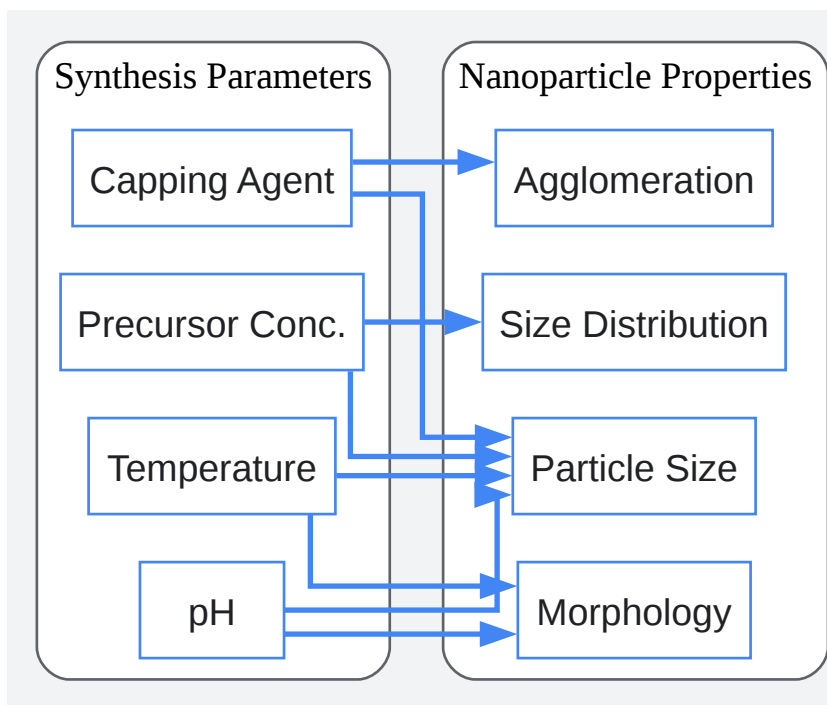 Synthesis Parameters
Nanoparticle Properties
Capping Agent
Agglomeration
Precursor Conc.
Size Distribution
Temperature
Particle Size
pH
Morphology